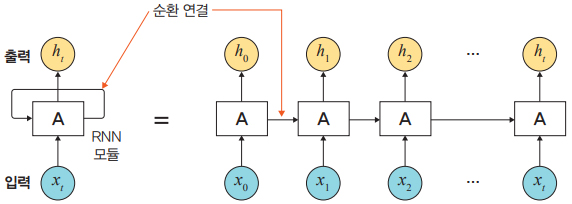 순환 연결
출력 h_t h_0 h_1 h_2 ... h_t
A = A A A A
RNN
모듈
입력 x_t x_0 x_1 x_2 ... x_t